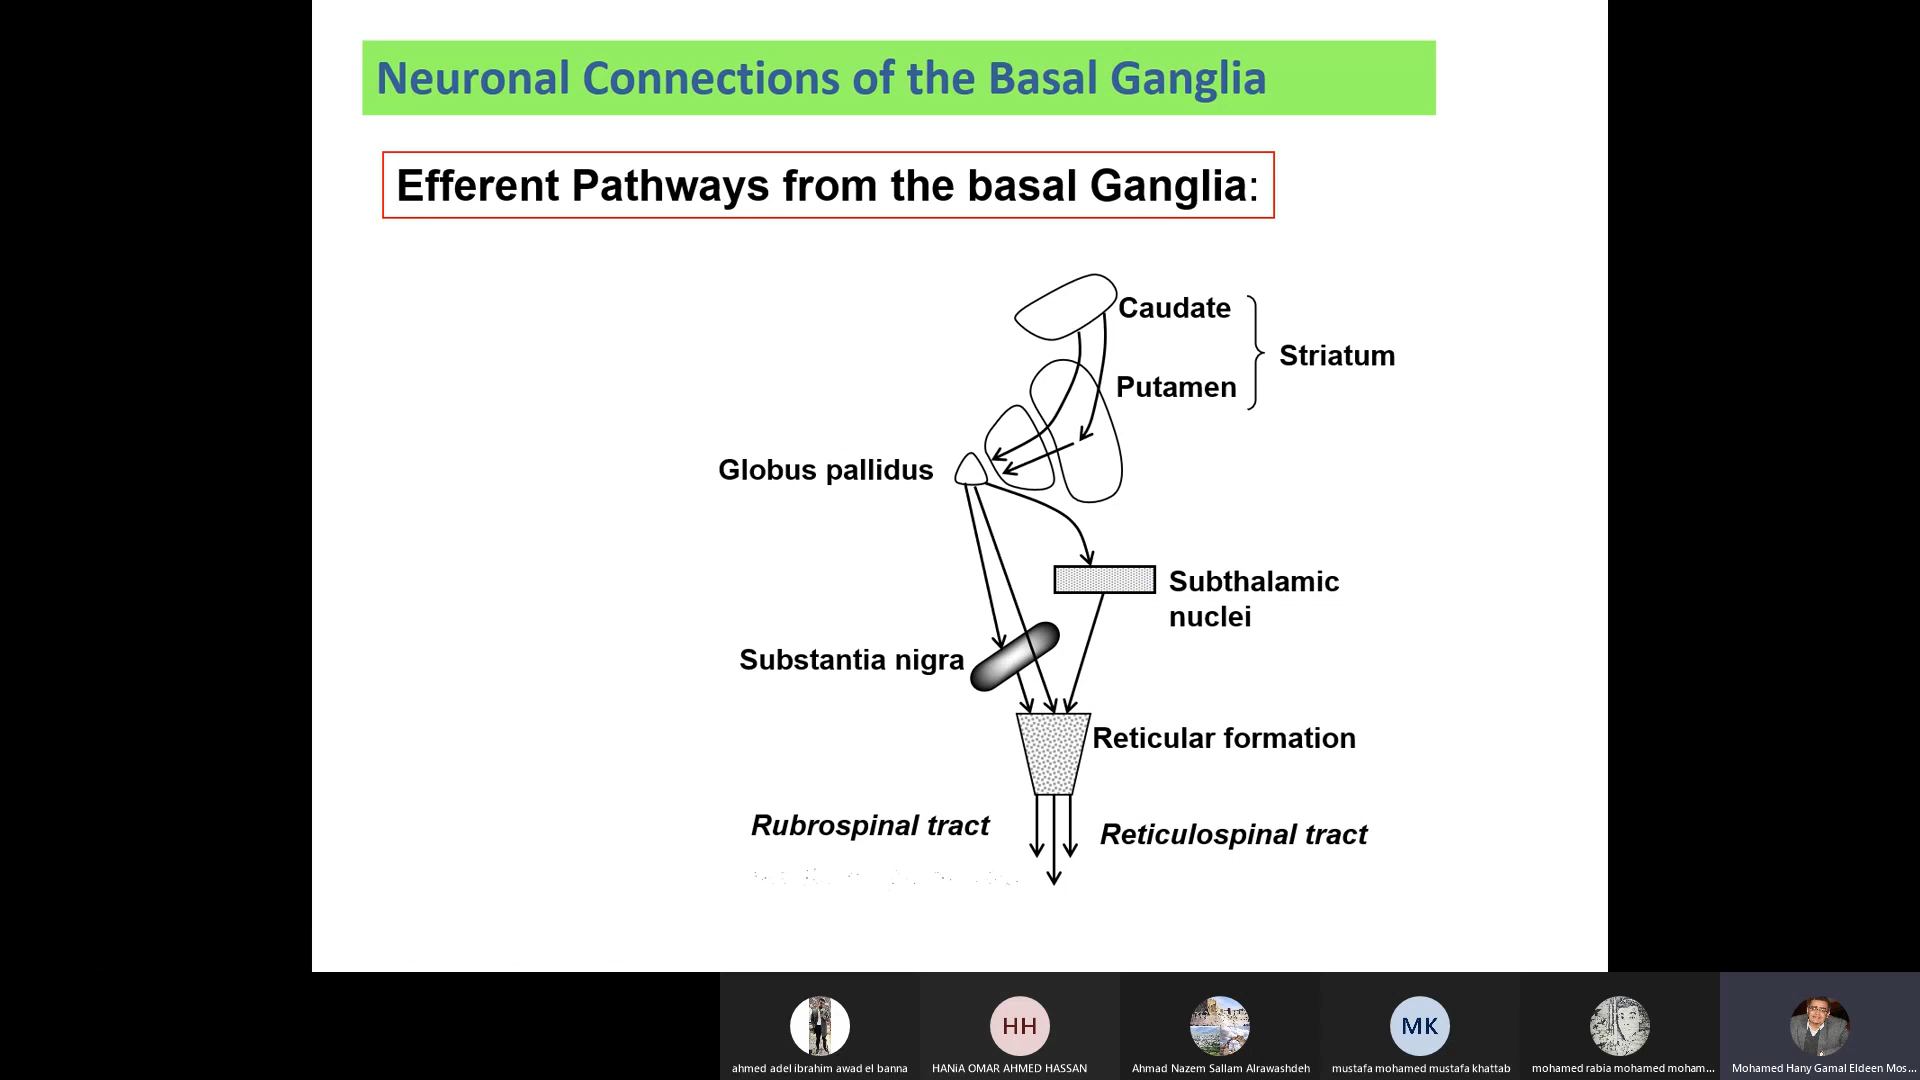 Neuronal Connections of the Basal Ganglia
Efferent Pathways from the basal Ganglia:
Caudate
Striatum
Putamen
Globus pallidus
Subthalamic
nuclei
Substantia nigra
Reticular formation
Rubrospinal tract
Reticulospinal tract
HH
MK
ahmed adel ibrahim awad el banna
HANiA OMAR AHMED HASSAN
Ahmad Nazem Sallam Alrawashdeh
mustafa mohamed mustafa khattab
mohamed rabia mohamed moham...
Mohamed Hany Gamal Eldeen Mos...